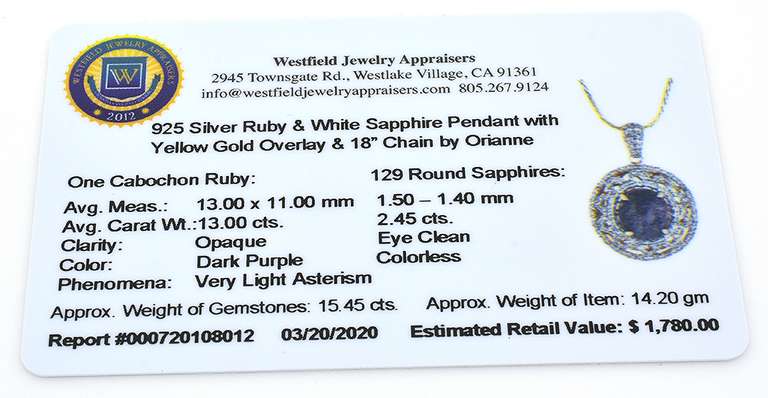 WESTFIELD JEWELRY APPRAISERS
W
2012
Westfield Jewelry Appraisers
2945 Townsgate Rd., Westlake Village, CA 91361
info@westfieldjewelryappraisers.com 805.267.9124
925 Silver Ruby & White Sapphire Pendant with
Yellow Gold Overlay & 18" Chain by Orianne
One Cabochon Ruby: 129 Round Sapphires:
Avg. Meas.: 13.00 x 11.00 mm 1.50 – 1.40 mm
Avg. Carat Wt.:13.00 cts. 2.45 cts.
Clarity: Opaque Eye Clean
Color: Dark Purple Colorless
Phenomena: Very Light Asterism
Approx. Weight of Gemstones: 15.45 cts. Approx. Weight of Item: 14.20 gm
Report #000720108012 03/20/2020 Estimated Retail Value: $ 1,780.00